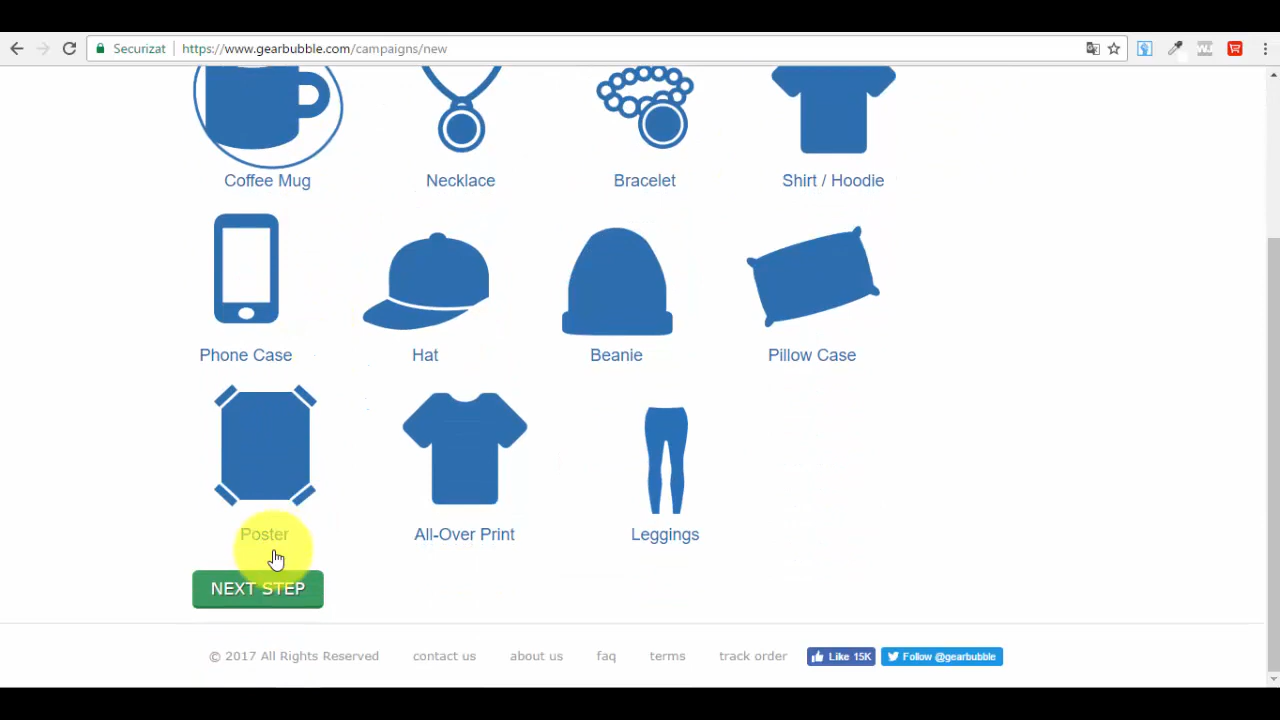 Securizat
https://www.gearbubble.com/campaigns/new
Coffee Mug
Necklace
Bracelet
Shirt / Hoodie
Phone Case
Hat
Beanie
Pillow Case
Poster
All-Over Print
Leggings
NEXT STEP
© 2017 All Rights Reserved
contact us
about us
faq
terms
track order
Like 15K
Follow @gearbubble